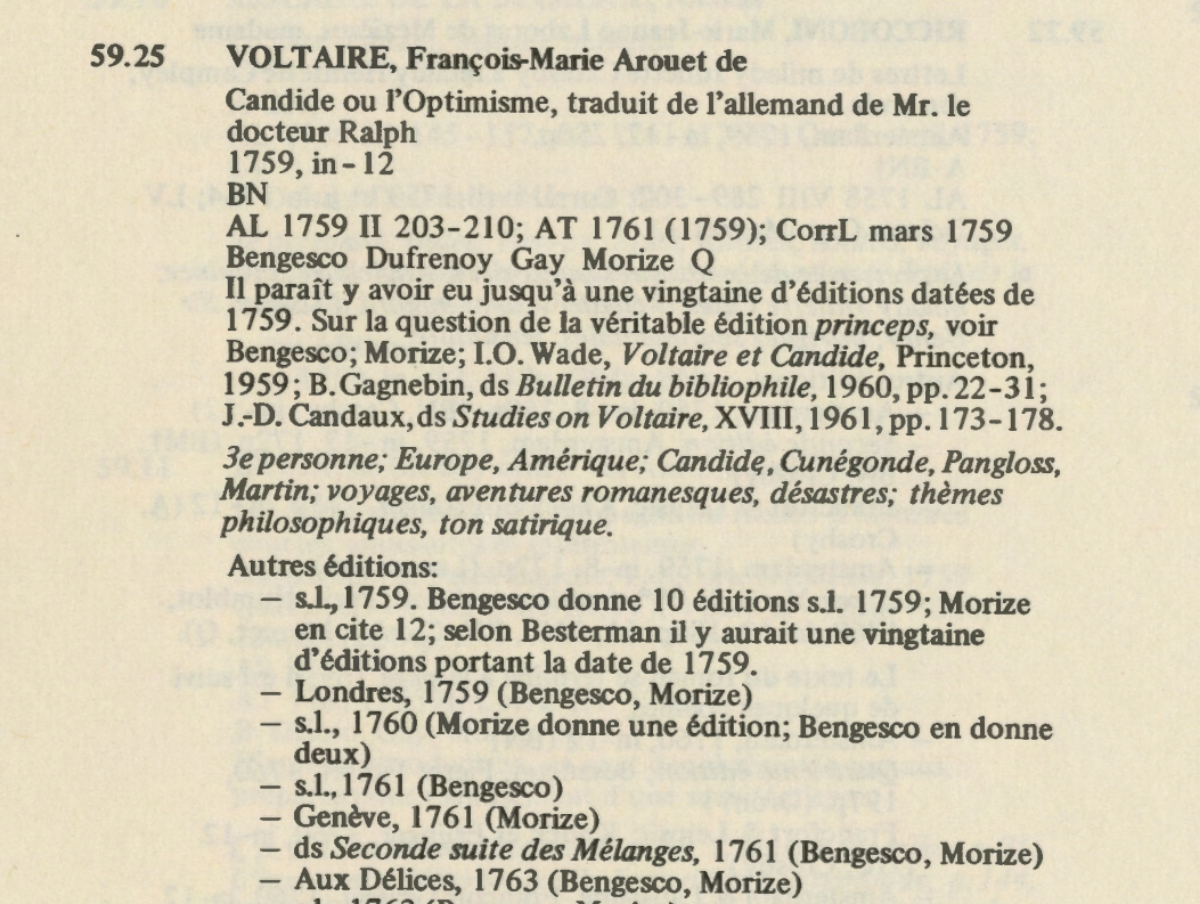 59.25 VOLTAIRE, François-Marie Arouet de
Candide ou l'Optimisme, traduit de l'allemand de Mr. le
docteur Ralph
1759, in-12
BN
AL 1759 II 203-210; AT 1761 (1759); CorrL mars 1759
Bengesco Dufrenoy Gay Morize Q
Il paraît y avoir eu jusqu'à une vingtaine d'éditions datées de
1759. Sur la question de la véritable édition princeps, voir
Bengesco; Morize; I.O. Wade, Voltaire et Candide, Princeton,
1959; B. Gagnebin, ds Bulletin du bibliophile, 1960, pp. 22-31;
J.-D. Candaux, ds Studies on Voltaire, XVIII, 1961, pp. 173-178.
3e personne; Europe, Amérique; Candide, Cunégonde, Pangloss,
Martin; voyages, aventures romanesques, désastres; thèmes
philosophiques, ton satirique.
Autres éditions:
— s.l., 1759. Bengesco donne 10 éditions s.l. 1759; Morize
en cite 12; selon Besterman il y aurait une vingtaine
d'éditions portant la date de 1759.
— Londres, 1759 (Bengesco, Morize)
— s.l., 1760 (Morize donne une édition; Bengesco en donne
deux)
— s.l., 1761 (Bengesco)
— Genève, 1761 (Morize)
— ds Seconde suite des Mélanges, 1761 (Bengesco, Morize)
— Aux Délices, 1763 (Bengesco, Morize)